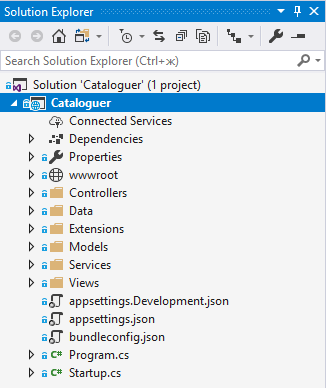 Solution Explorer
Search Solution Explorer (Ctrl+ж)
Solution 'Cataloguer' (1 project)
Cataloguer
Connected Services
Dependencies
Properties
wwwroot
Controllers
Data
Extensions
Models
Services
Views
appsettings.Development.json
appsettings.json
bundleconfig.json
C# Program.cs
C# Startup.cs